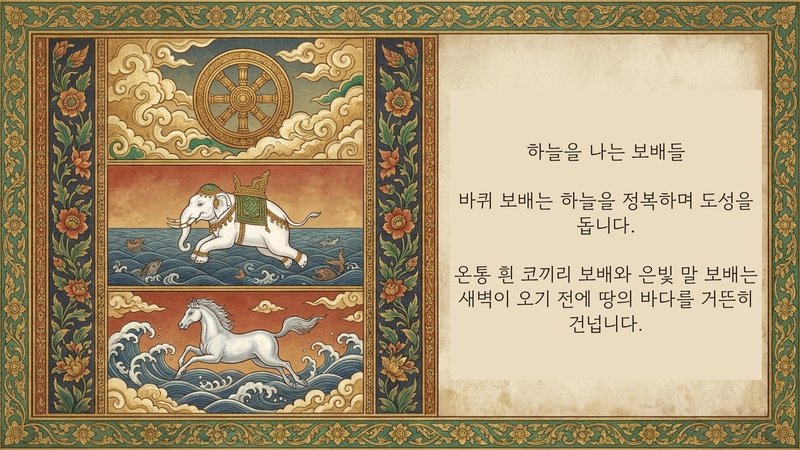 하늘을 나는 보배들
바퀴 보배는 하늘을 정복하며 도성을
돕니다.
온통 흰 코끼리 보배와 은빛 말 보배는
새벽이 오기 전에 땅의 바다를 거뜬히
건넙니다.